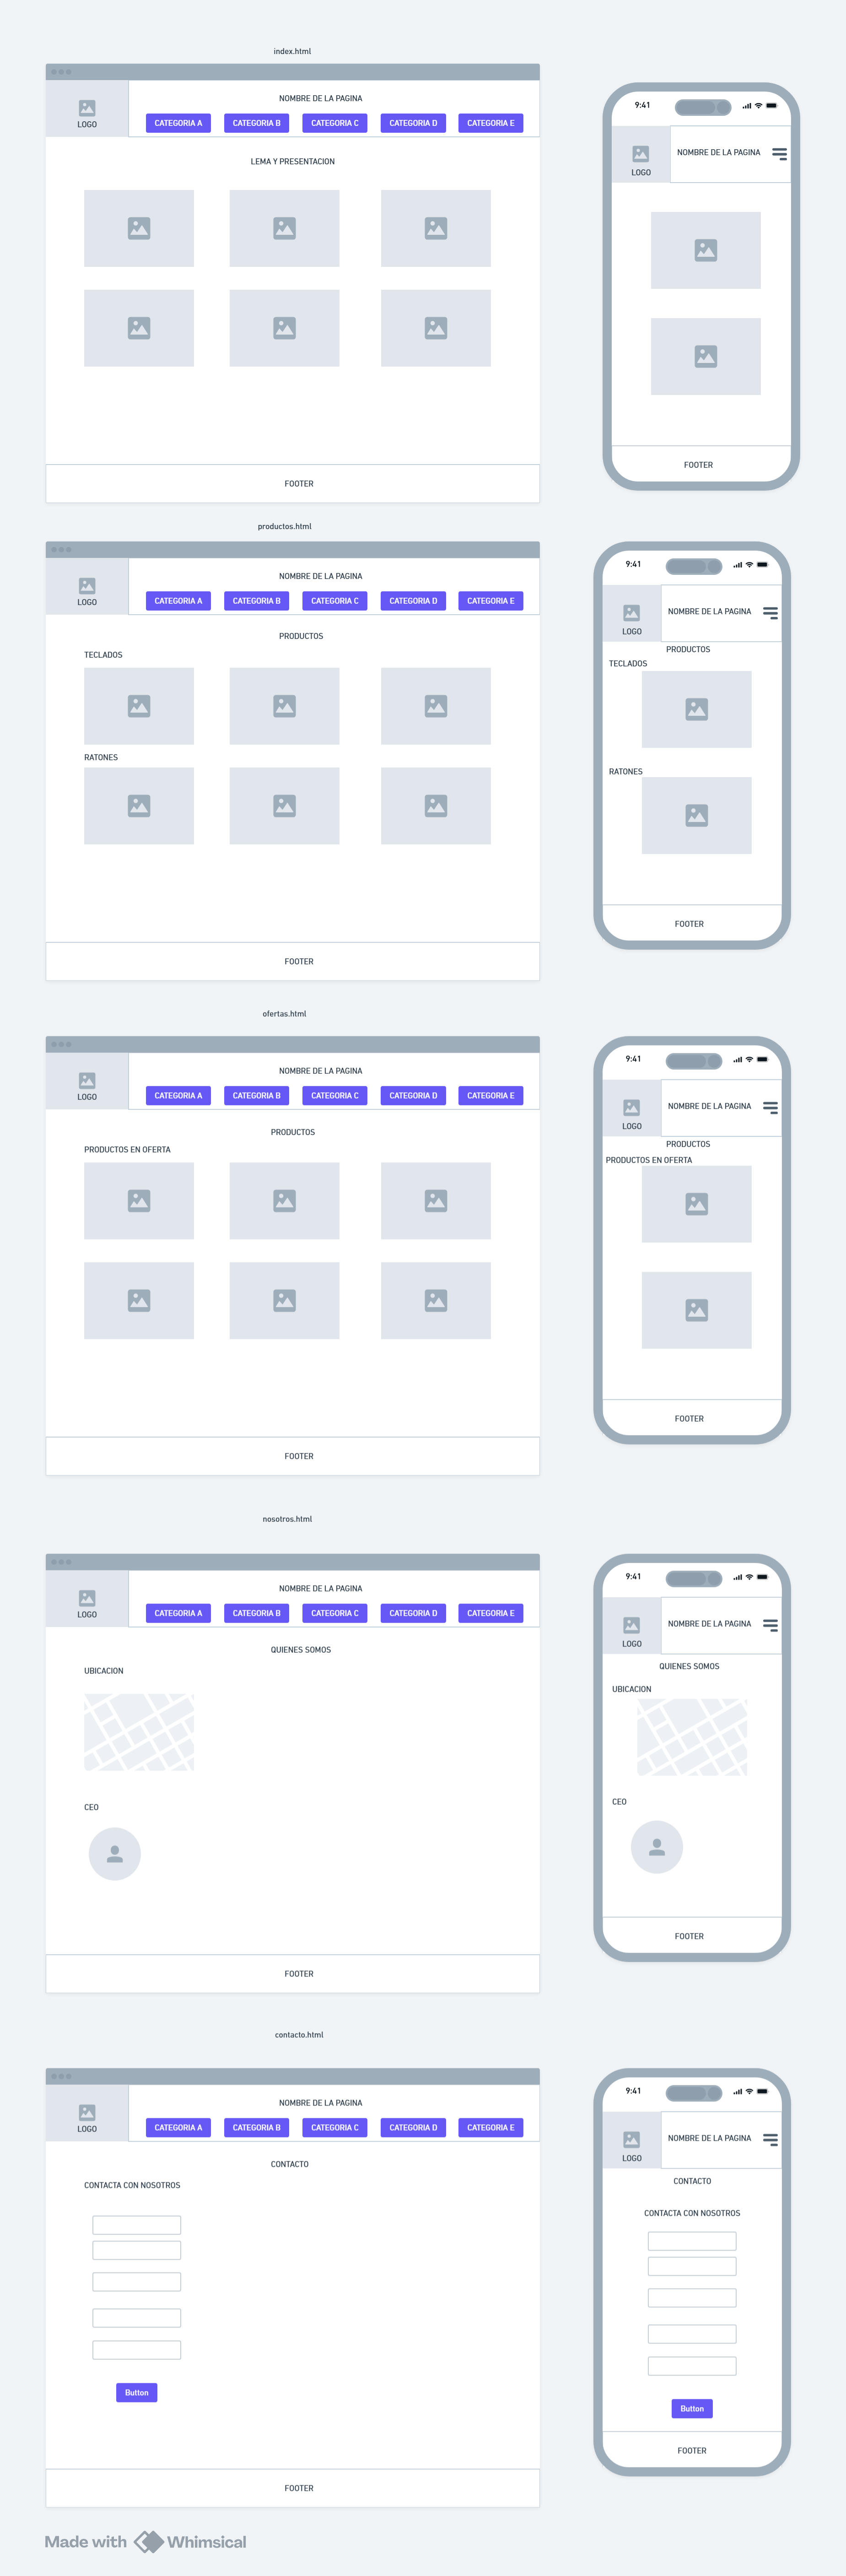 index.html
NOMBRE DE LA PAGINA
LOGO
CATEGORIA A CATEGORIA B CATEGORIA C CATEGORIA D CATEGORIA E
LEMA Y PRESENTACION
FOOTER
9:41
NOMBRE DE LA PAGINA
LOGO
FOOTER
productos.html
NOMBRE DE LA PAGINA
LOGO
CATEGORIA A CATEGORIA B CATEGORIA C CATEGORIA D CATEGORIA E
PRODUCTOS
TECLADOS
RATONES
FOOTER
9:41
NOMBRE DE LA PAGINA
LOGO
PRODUCTOS
TECLADOS
RATONES
FOOTER
ofertas.html
NOMBRE DE LA PAGINA
LOGO
CATEGORIA A CATEGORIA B CATEGORIA C CATEGORIA D CATEGORIA E
PRODUCTOS
PRODUCTOS EN OFERTA
FOOTER
9:41
NOMBRE DE LA PAGINA
LOGO
PRODUCTOS
PRODUCTOS EN OFERTA
FOOTER
nosotros.html
NOMBRE DE LA PAGINA
LOGO
CATEGORIA A CATEGORIA B CATEGORIA C CATEGORIA D CATEGORIA E
QUIENES SOMOS
UBICACION
CEO
FOOTER
9:41
NOMBRE DE LA PAGINA
LOGO
QUIENES SOMOS
UBICACION
CEO
FOOTER
contacto.html
NOMBRE DE LA PAGINA
LOGO
CATEGORIA A CATEGORIA B CATEGORIA C CATEGORIA D CATEGORIA E
CONTACTO
CONTACTA CON NOSOTROS
Button
FOOTER
9:41
NOMBRE DE LA PAGINA
LOGO
CONTACTO
CONTACTA CON NOSOTROS
Button
FOOTER
Made with Whimsical